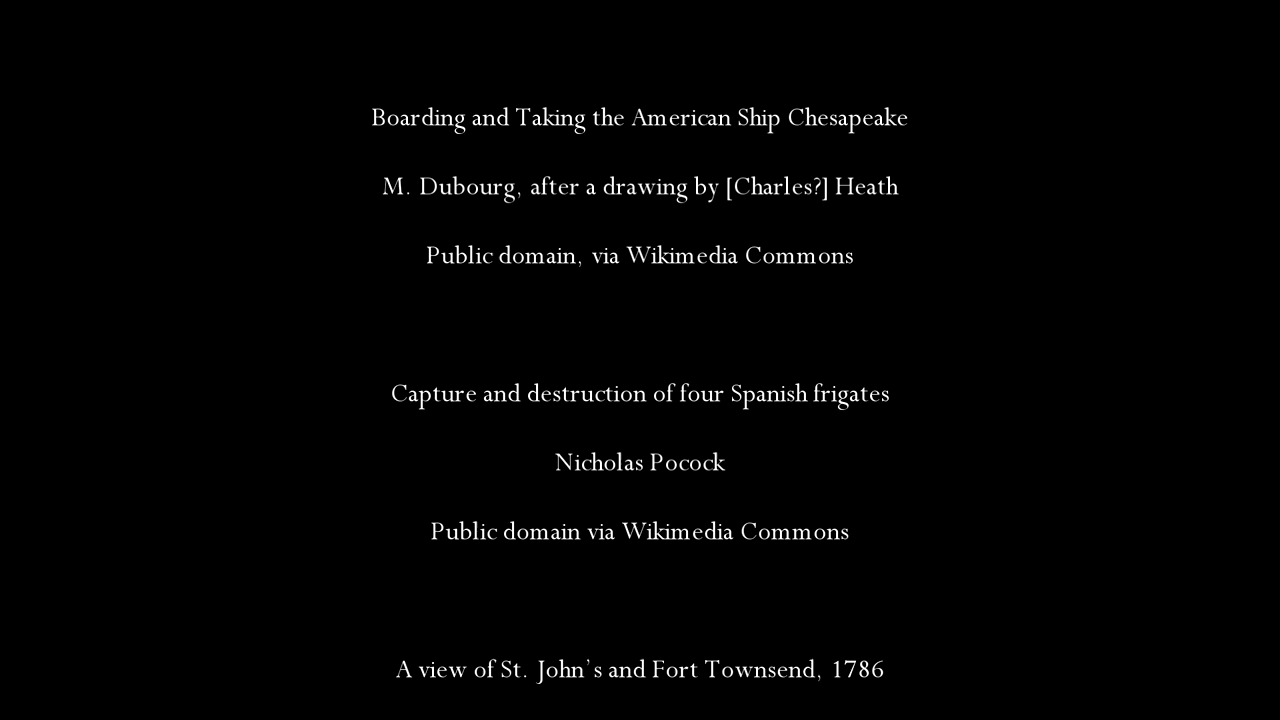 Boarding and Taking the American Ship Chesapeake
M. Dubourg, after a drawing by [Charles?] Heath
Public domain, via Wikimedia Commons
Capture and destruction of four Spanish frigates
Nicholas Pocock
Public domain via Wikimedia Commons
A view of St. John's and Fort Townsend, 1786